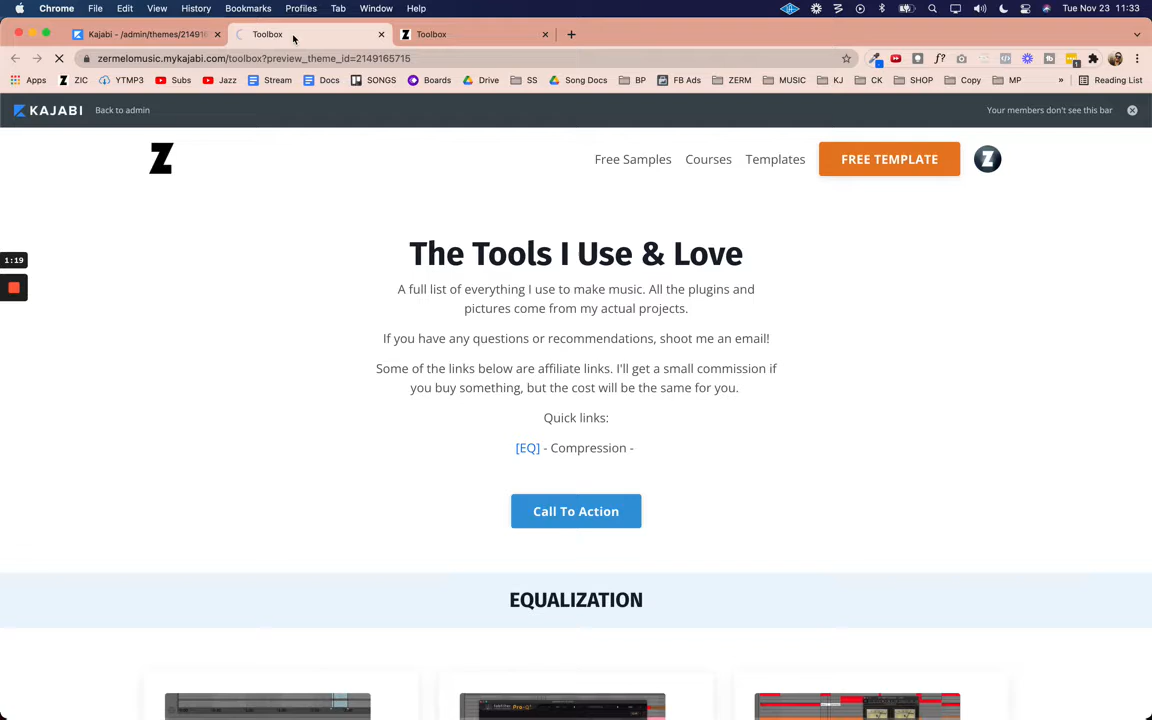 Chrome File Edit View History Bookmarks Profiles Tab Window Help Tue Nov 23 11:33
Kajabi - /admin/themes/21491 Toolbox Toolbox
zermelomusic.mykajabi.com/toolbox?preview_theme_id=2149165715
Apps ZIC YTMP3 Subs Jazz Stream Docs SONGS Boards Drive SS Song Docs BP FB Ads ZERM MUSIC KJ CK SHOP Copy MP » Reading List
KAJABI Back to admin Your members don't see this bar
Z Free Samples Courses Templates FREE TEMPLATE Z
1:19
The Tools I Use & Love
A full list of everything I use to make music. All the plugins and
pictures come from my actual projects.
If you have any questions or recommendations, shoot me an email!
Some of the links below are affiliate links. I'll get a small commission if
you buy something, but the cost will be the same for you.
Quick links:
[EQ] - Compression -
Call To Action
EQUALIZATION
Pro-Q